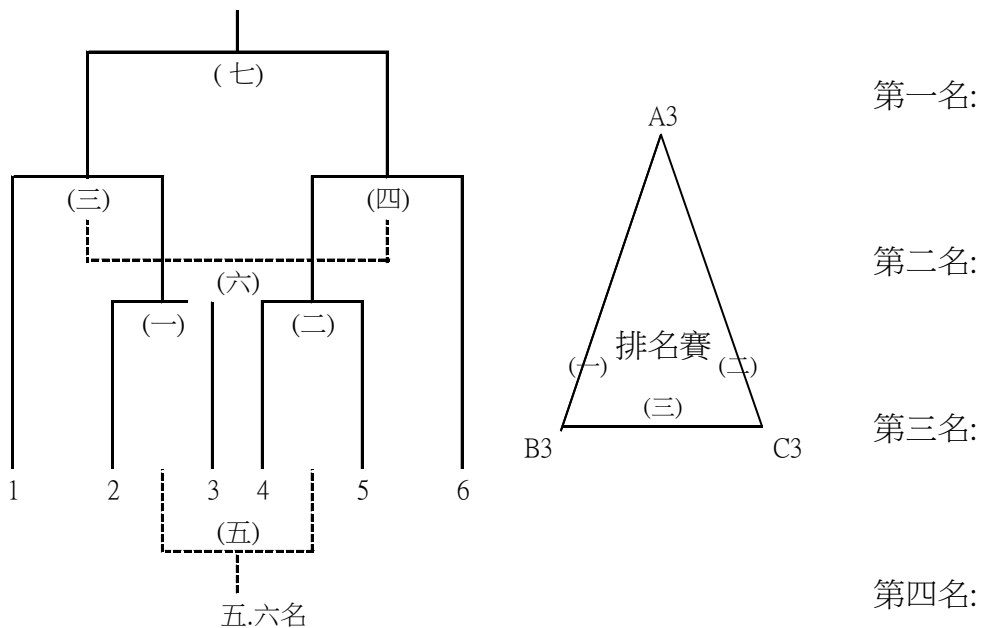 ( 七)
(三)
(四)
(六)
(一)
(二)
1
2
3
4
5
6
(五)
五.六名
A3
排名賽
(一)
(二)
(三)
B3
C3
第一名:
第二名:
第三名:
第四名: